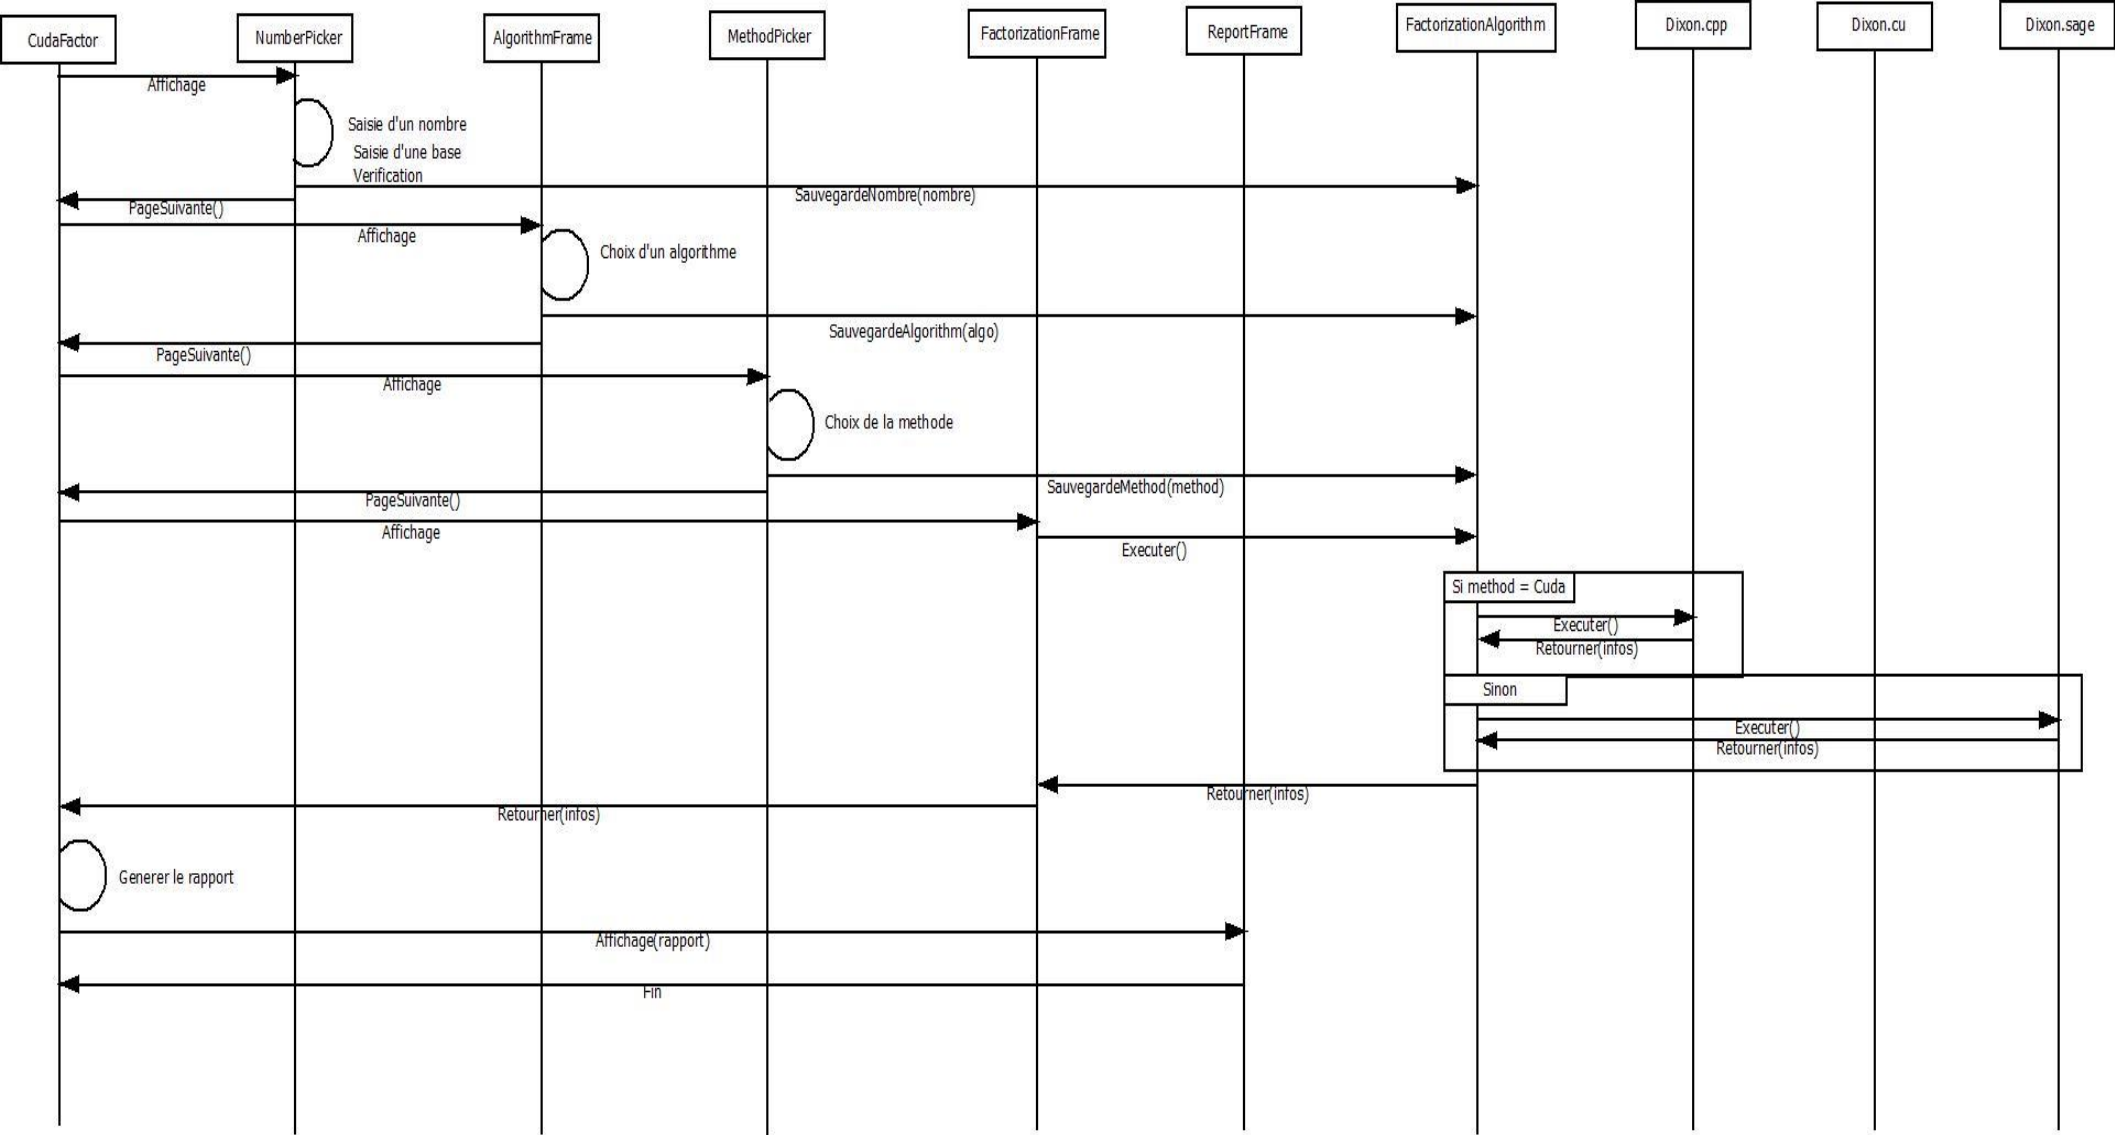 CudaFactor
NumberPicker
AlgorithmFrame
MethodPicker
FactorizationFrame
ReportFrame
FactorizationAlgorithm
Dixon.cpp
Dixon.cu
Dixon.sage
Affichage
Saisie d'un nombre
Saisie d'une base
Verification
SauvegardeNombre(nombre)
PageSuivante()
Affichage
Choix d'un algorithme
SauvegardeAlgorithm(algo)
PageSuivante()
Affichage
Choix de la methode
SauvegardeMethod(method)
PageSuivante()
Affichage
Executer()
Si method = Cuda
Executer()
Retourner(infos)
Sinon
Executer()
Retourner(infos)
Retourner(infos)
Retourner(infos)
Generer le rapport
Affichage(rapport)
Fin